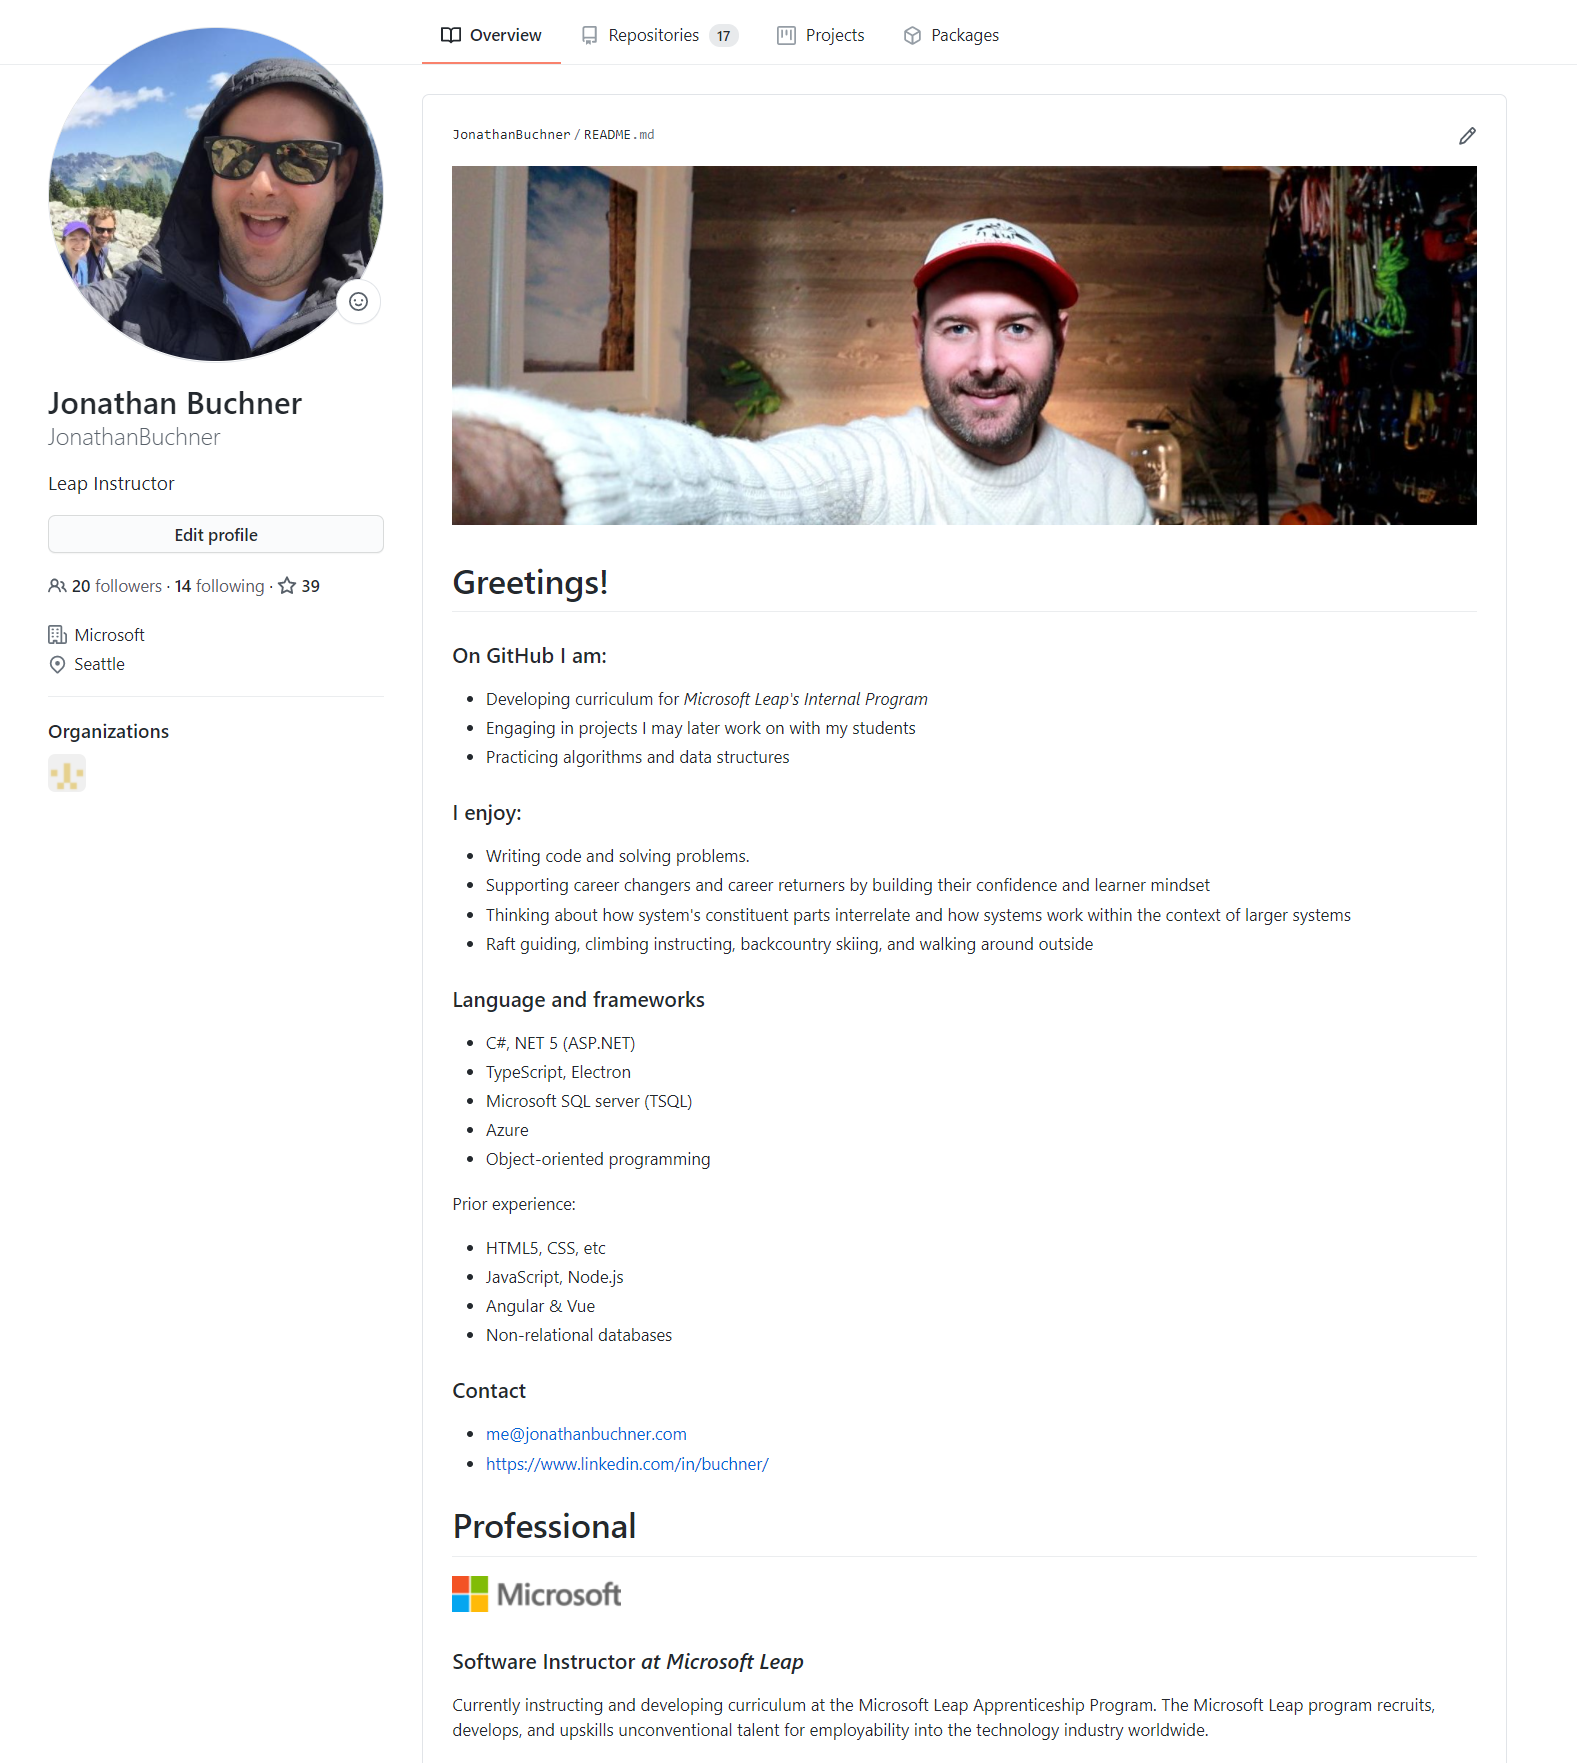 Overview
Repositories 17
Projects
Packages
Jonathan Buchner
JonathanBuchner
Leap Instructor
Edit profile
20 followers · 14 following · 39
Microsoft
Seattle
Organizations
JonathanBuchner / README.md
Greetings!
On GitHub I am:
Developing curriculum for Microsoft Leap's Internal Program
Engaging in projects I may later work on with my students
Practicing algorithms and data structures
I enjoy:
Writing code and solving problems.
Supporting career changers and career returners by building their confidence and learner mindset
Thinking about how system's constituent parts interrelate and how systems work within the context of larger systems
Raft guiding, climbing instructing, backcountry skiing, and walking around outside
Language and frameworks
C#, NET 5 (ASP.NET)
TypeScript, Electron
Microsoft SQL server (TSQL)
Azure
Object-oriented programming
Prior experience:
HTML5, CSS, etc
JavaScript, Node.js
Angular & Vue
Non-relational databases
Contact
me@jonathanbuchner.com
https://www.linkedin.com/in/buchner/
Professional
Microsoft
Software Instructor at Microsoft Leap
Currently instructing and developing curriculum at the Microsoft Leap Apprenticeship Program. The Microsoft Leap program recruits,
develops, and upskills unconventional talent for employability into the technology industry worldwide.